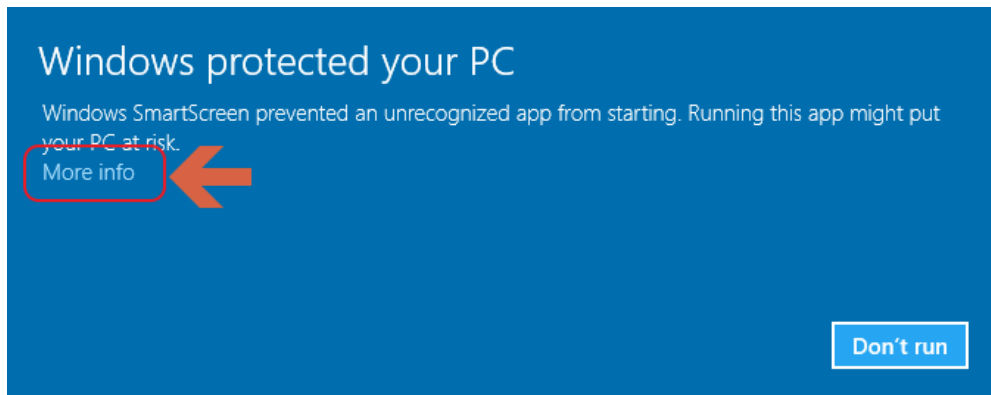 Windows protected your PC
Windows SmartScreen prevented an unrecognized app from starting. Running this app might put
your PC at risk.
More info
Don't run